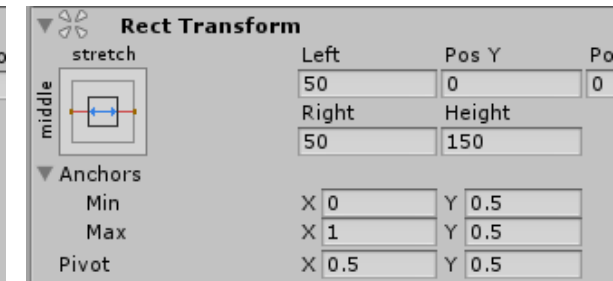 Rect Transform
stretch
middle
Left Pos Y Po
50 0 0
Right Height
50 150
Anchors
Min X 0 Y 0.5
Max X 1 Y 0.5
Pivot X 0.5 Y 0.5